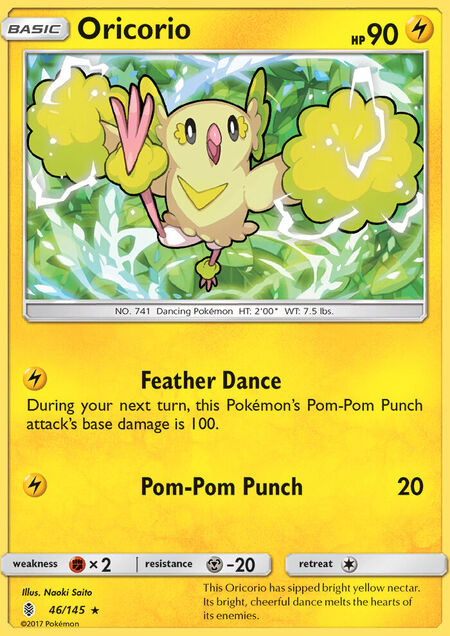 BASIC Oricorio HP 90
NO. 741 Dancing Pokémon HT: 2'00" WT: 7.5 lbs.
Feather Dance
During your next turn, this Pokémon's Pom-Pom Punch
attack's base damage is 100.
Pom-Pom Punch 20
weakness ×2 resistance -20 retreat
Illus. Naoki Saito
46/145 ★
©2017 Pokémon
This Oricorio has sipped bright yellow nectar.
Its bright, cheerful dance melts the hearts of
its enemies.